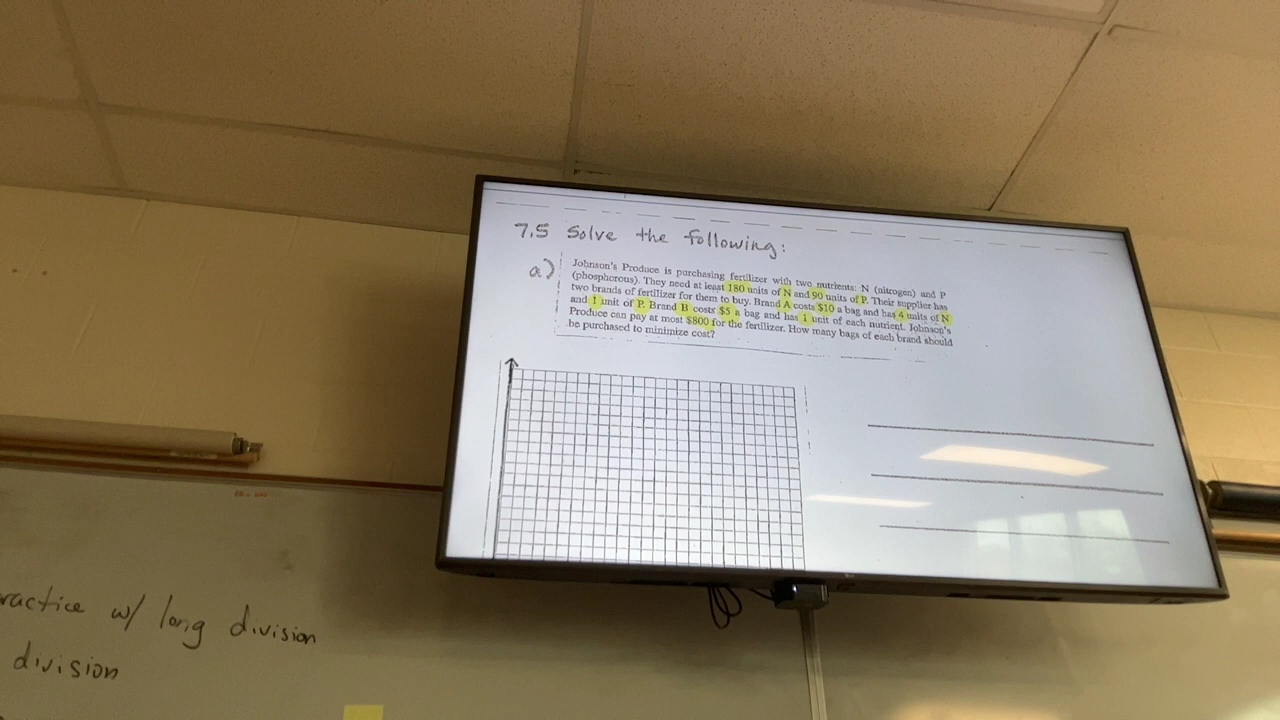 7.5 Solve the following:
a)
Johnson's Produce is purchasing fertilizer with two nutrients: N (nitrogen) and P
(phosphorous). They need at least 180 units of N and 90 units of P. Their supplier has
two brands of fertilizer for them to buy. Brand A costs $10 a bag and has 4 units of N
and 1 unit of P. Brand B costs $5 a bag and has 1 unit of each nutrient. Johnson's
Produce can pay at most $800 for the fertilizer. How many bags of each brand should
be purchased to minimize cost?
ractice w/ long division
division